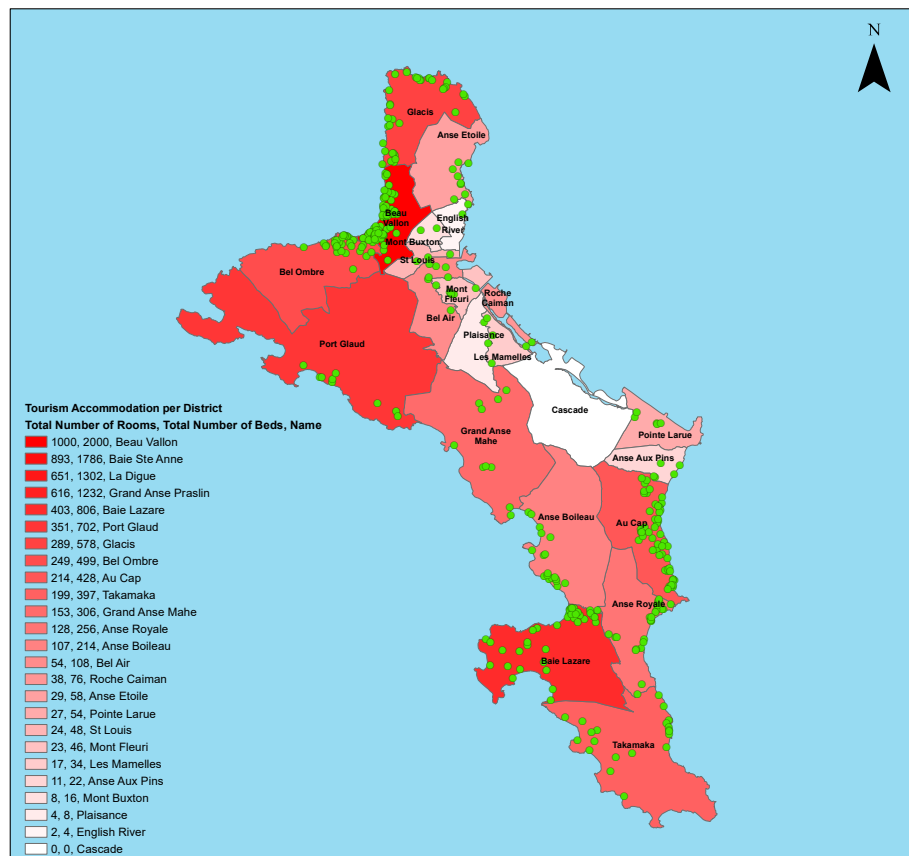 N
Glacis
Anse Etoile
English
River
Beau
Vallon
Mont Buxton
St Louis
Bel Ombre
Mont
Fleuri
Roche
Caiman
Bel Air
Port Glaud
Plaisance
Les Mamelles
Cascade
Grand Anse
Mahe
Pointe Larue
Anse Aux Pins
Anse Boileau
Au Cap
Anse Royale
Baie Lazare
Takamaka
Tourism Accommodation per District
Total Number of Rooms, Total Number of Beds, Name
1000, 2000, Beau Vallon
893, 1786, Baie Ste Anne
651, 1302, La Digue
616, 1232, Grand Anse Praslin
403, 806, Baie Lazare
351, 702, Port Glaud
289, 578, Glacis
249, 499, Bel Ombre
214, 428, Au Cap
199, 397, Takamaka
153, 306, Grand Anse Mahe
128, 256, Anse Royale
107, 214, Anse Boileau
54, 108, Bel Air
38, 76, Roche Caiman
29, 58, Anse Etoile
27, 54, Pointe Larue
24, 48, St Louis
23, 46, Mont Fleuri
17, 34, Les Mamelles
11, 22, Anse Aux Pins
8, 16, Mont Buxton
4, 8, Plaisance
2, 4, English River
0, 0, Cascade